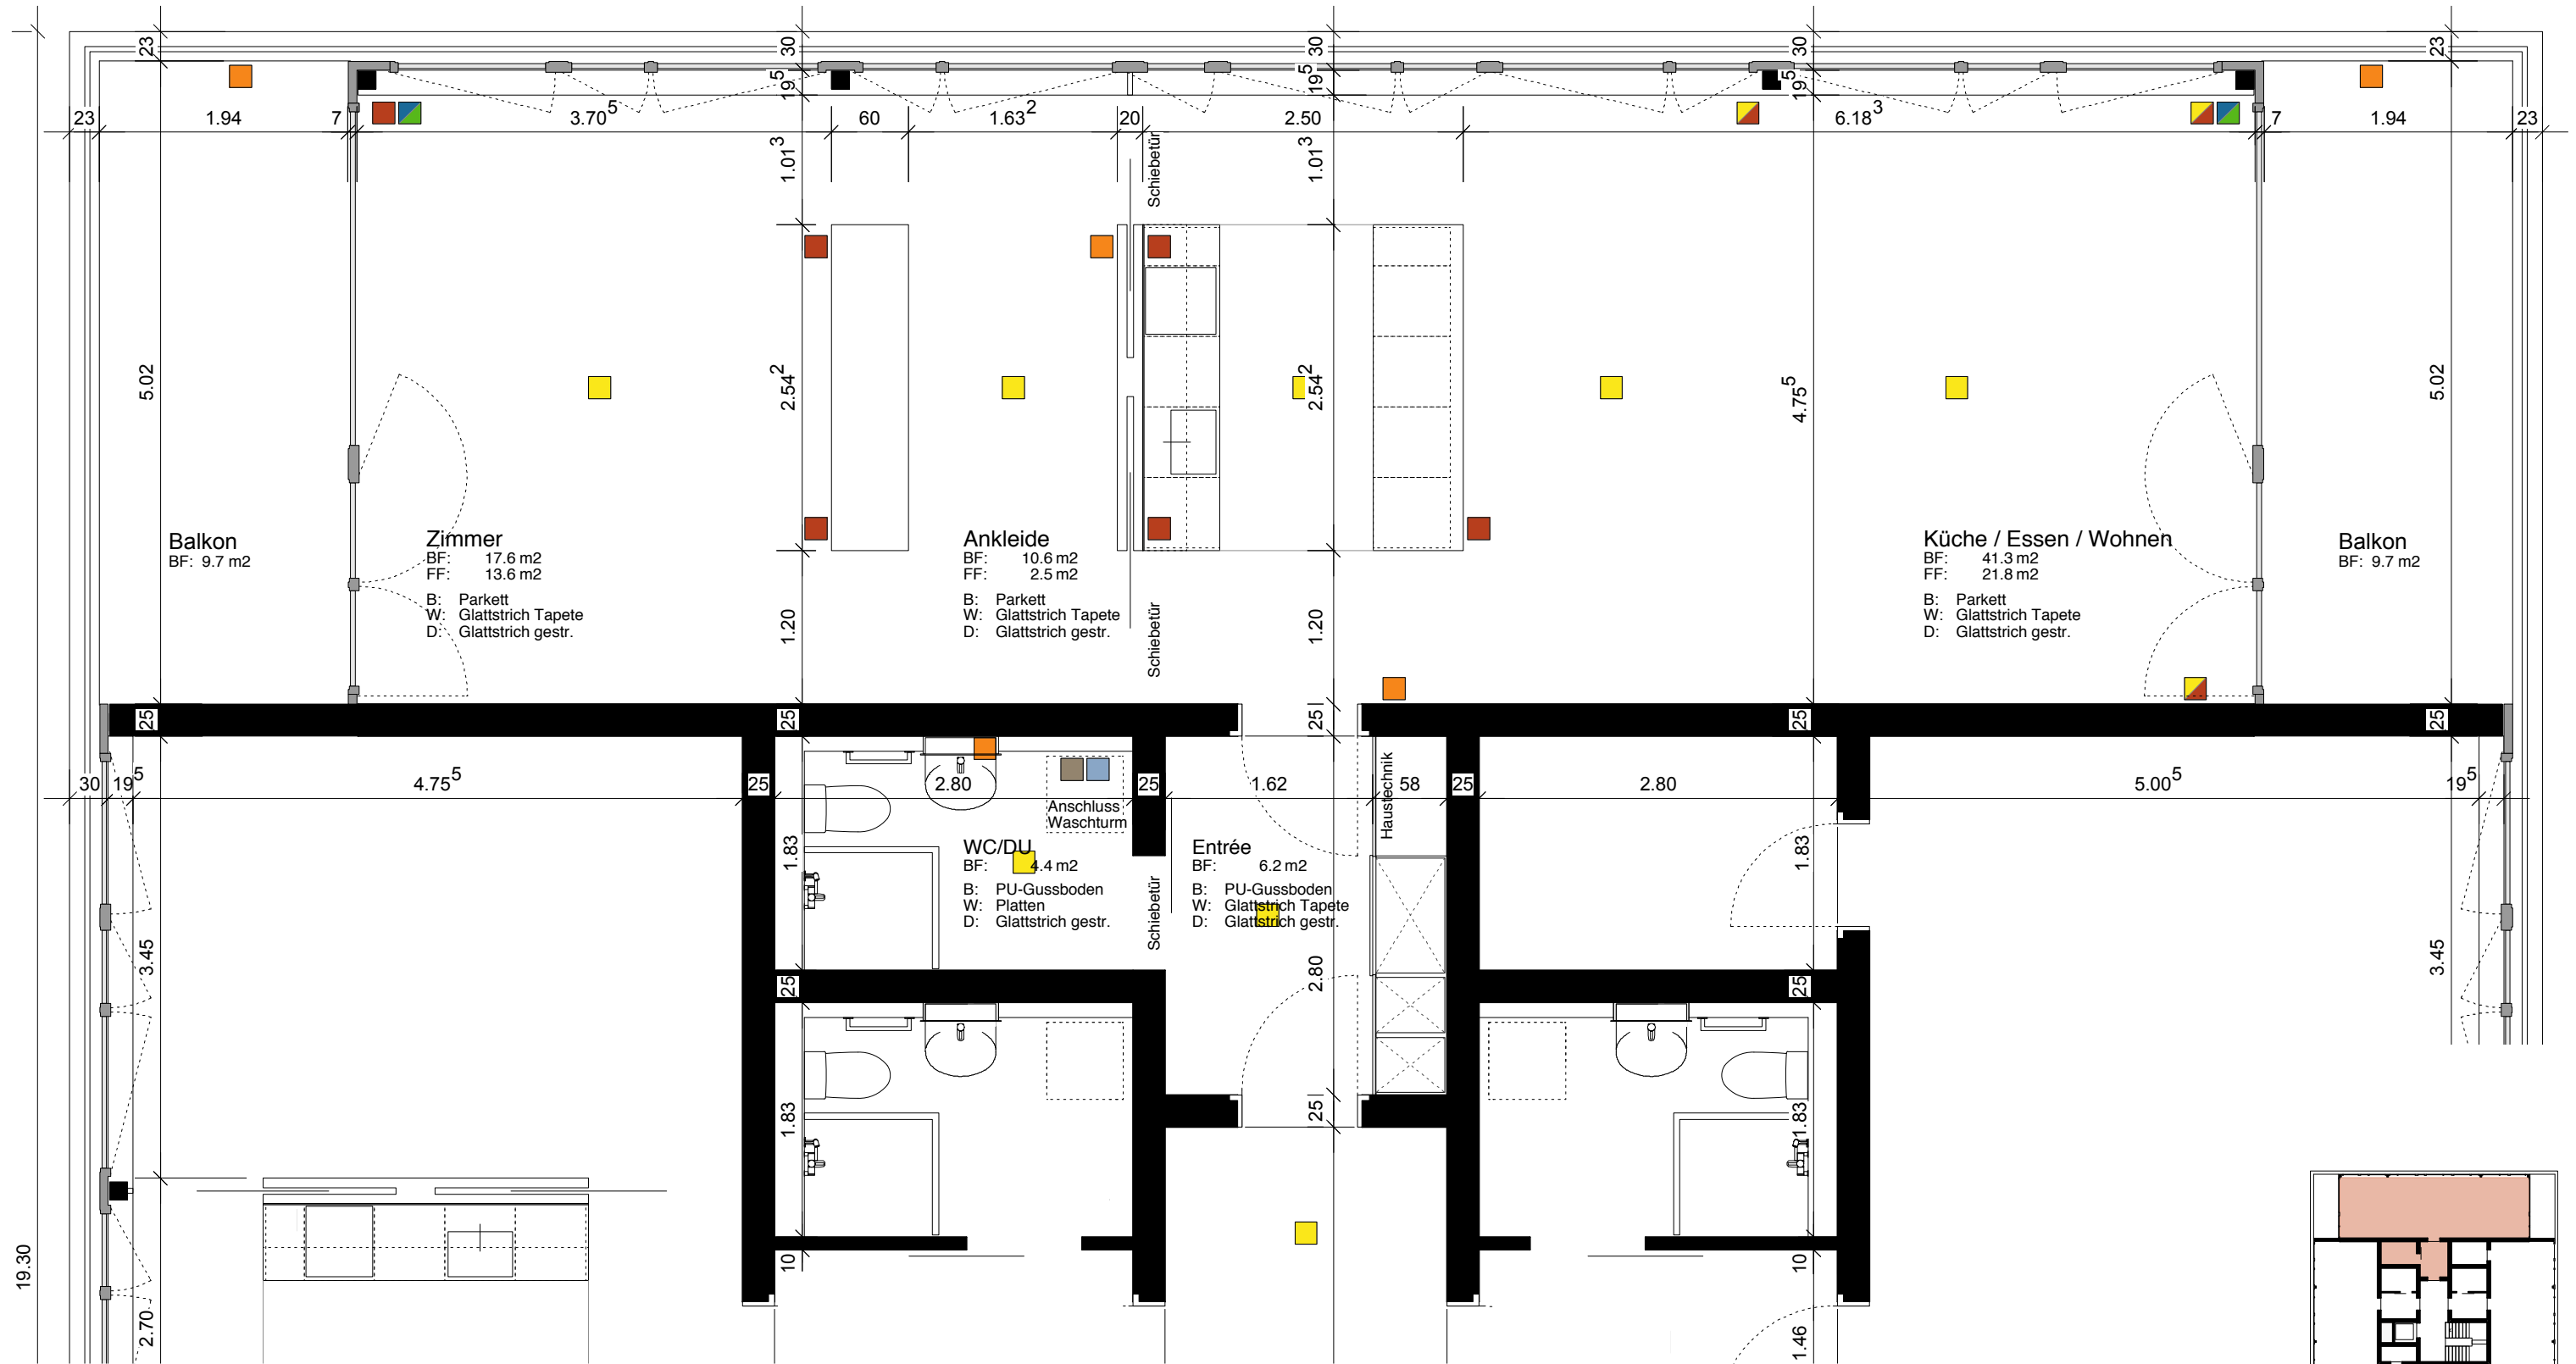 23
30
30
30
23
19⁵
19⁵
19⁵
23
1.94
7
3.70⁵
60
1.63²
20
2.50
6.18³
7
1.94
23
1.01³
Schiebetür
1.01³
5.02
2.54²
2.54²
4.75⁵
5.02
Balkon
BF: 9.7 m2
Zimmer
BF: 17.6 m2
FF: 13.6 m2
B: Parkett
W: Glattstrich Tapete
D: Glattstrich gestr.
Ankleide
BF: 10.6 m2
FF: 2.5 m2
B: Parkett
W: Glattstrich Tapete
D: Glattstrich gestr.
Küche / Essen / Wohnen
BF: 41.3 m2
FF: 21.8 m2
B: Parkett
W: Glattstrich Tapete
D: Glattstrich gestr.
Balkon
BF: 9.7 m2
1.20
Schiebetür
1.20
25
25
25
25
25
30
19⁵
4.75⁵
25
2.80
25
1.62
58
25
2.80
5.00⁵
19⁵
Haustechnik
Anschluss
Waschturm
1.83
WC/DU
BF: 4.4 m2
B: PU-Gussboden
W: Platten
D: Glattstrich gestr.
Schiebetür
Entrée
BF: 6.2 m2
B: PU-Gussboden
W: Glattstrich Tapete
D: Glattstrich gestr.
1.83
3.45
25
2.80
25
3.45
1.83
25
1.83
19.30
2.70
10
10
1.46